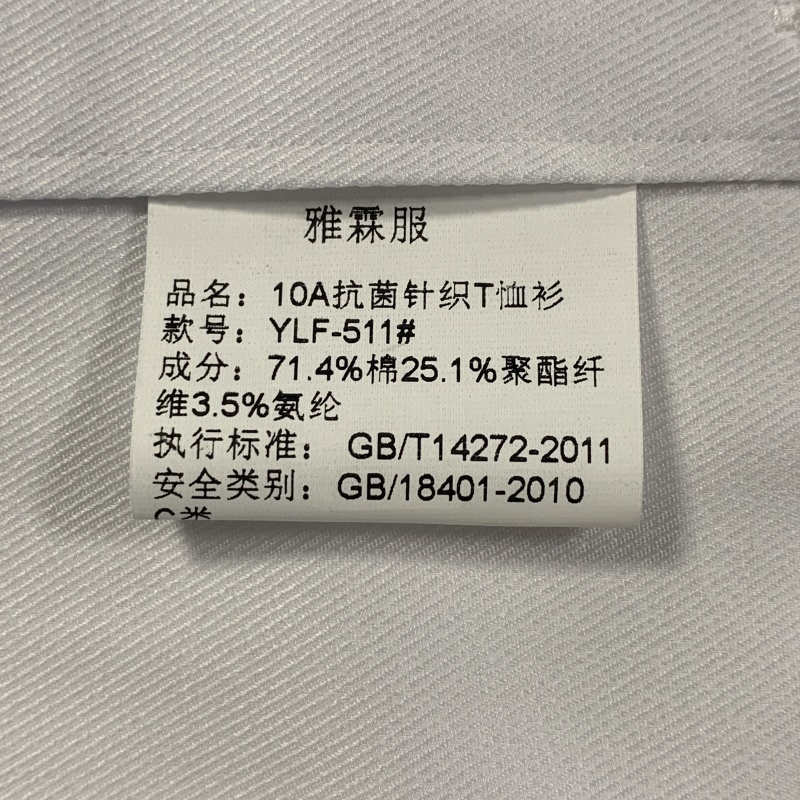 雅霖服
品名：10A抗菌针织T恤衫
款号：YLF-511#
成分：71.4%棉25.1%聚酯纤
维3.5%氨纶
执行标准： GB/T14272-2011
安全类别：GB/18401-2010
C类